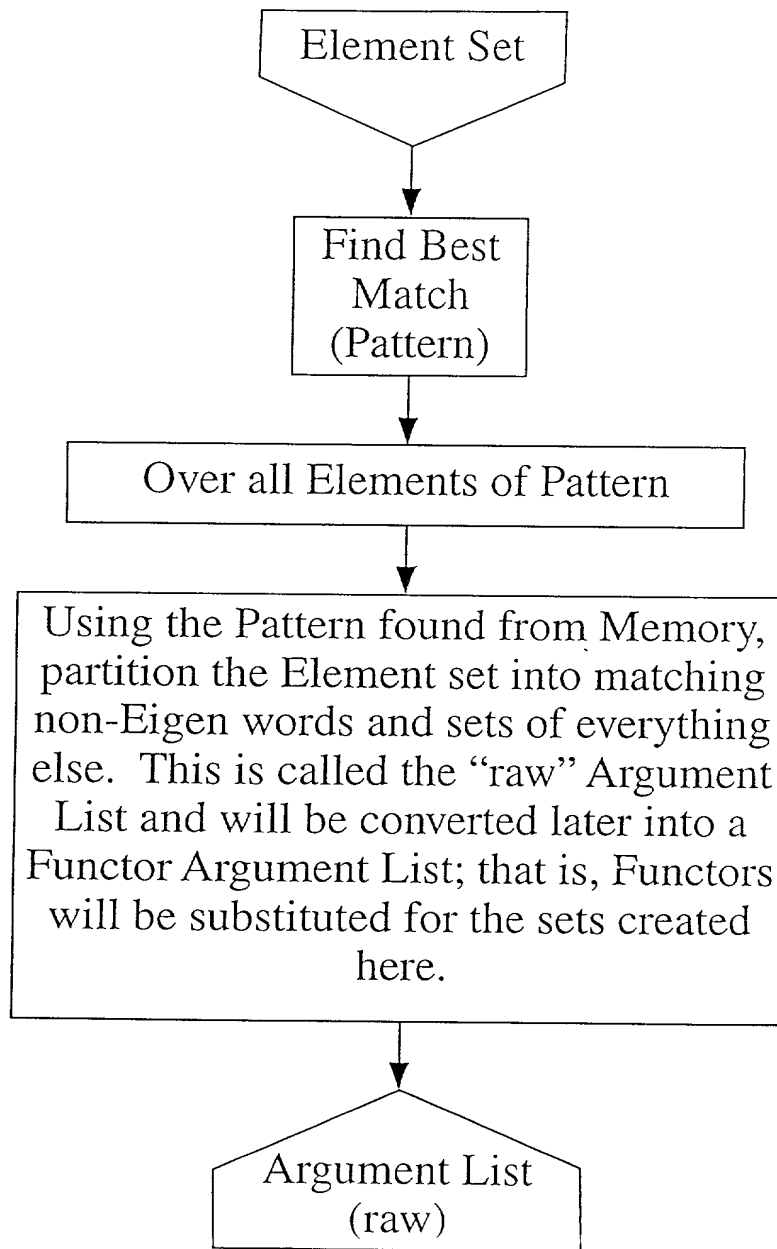 Element Set
Find Best
Match
(Pattern)
Over all Elements of Pattern
Using the Pattern found from Memory,
partition the Element set into matching
non-Eigen words and sets of everything
else. This is called the “raw” Argument
List and will be converted later into a
Functor Argument List; that is, Functors
will be substituted for the sets created
here.
Argument List
(raw)